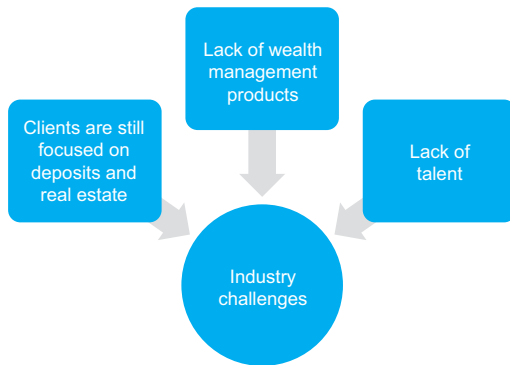 Lack of wealth
management
products
Clients are still
focused on
deposits and
real estate
Lack of
talent
Industry
challenges